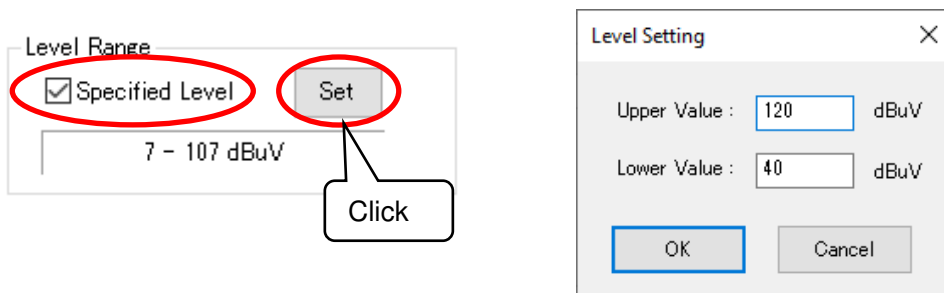 Level Range
Specified Level
Set
7 - 107 dBuV
Click
Level Setting
Upper Value : 120 dBuV
Lower Value : 40 dBuV
OK Cancel